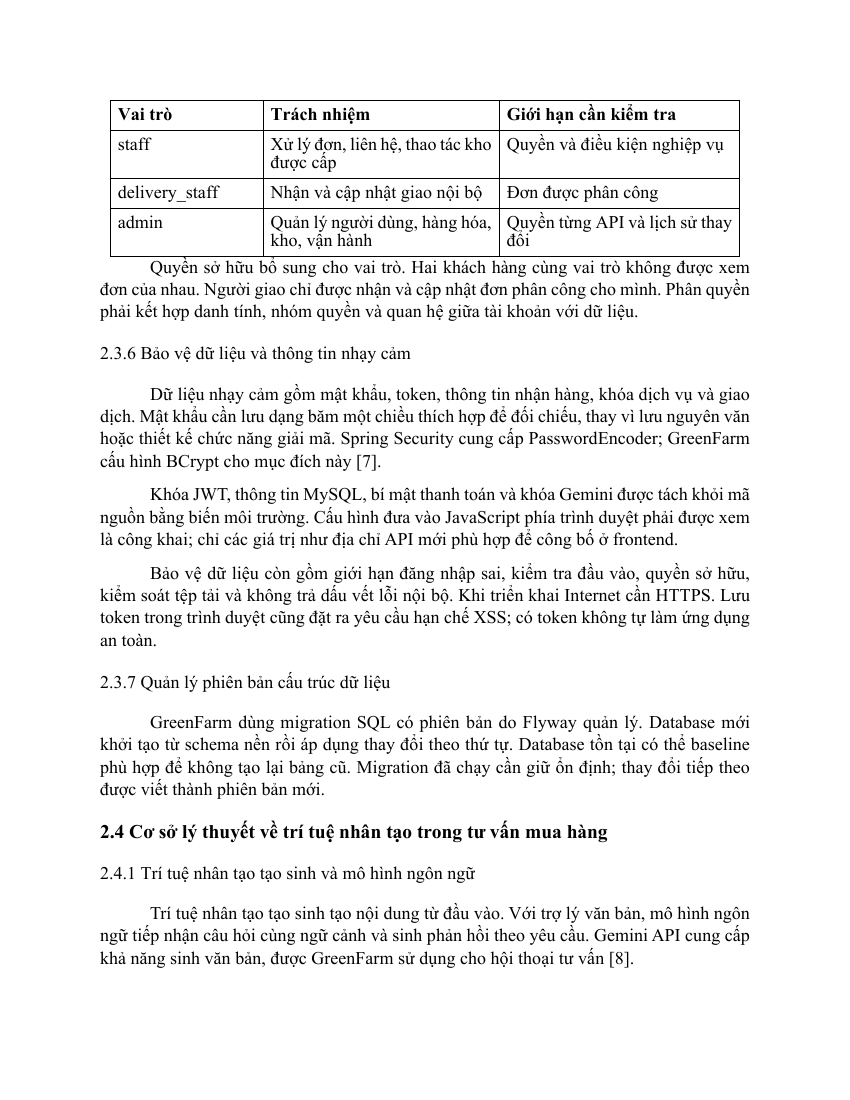 Vai trò Trách nhiệm Giới hạn cần kiểm tra
staff Xử lý đơn, liên hệ, thao tác kho được cấp Quyền và điều kiện nghiệp vụ
delivery_staff Nhận và cập nhật giao nội bộ Đơn được phân công
admin Quản lý người dùng, hàng hóa, kho, vận hành Quyền từng API và lịch sử thay đổi
Quyền sở hữu bổ sung cho vai trò. Hai khách hàng cùng vai trò không được xem
đơn của nhau. Người giao chỉ được nhận và cập nhật đơn phân công cho mình. Phân quyền
phải kết hợp danh tính, nhóm quyền và quan hệ giữa tài khoản với dữ liệu.
2.3.6 Bảo vệ dữ liệu và thông tin nhạy cảm
Dữ liệu nhạy cảm gồm mật khẩu, token, thông tin nhận hàng, khóa dịch vụ và giao
dịch. Mật khẩu cần lưu dạng băm một chiều thích hợp để đối chiếu, thay vì lưu nguyên văn
hoặc thiết kế chức năng giải mã. Spring Security cung cấp PasswordEncoder; GreenFarm
cấu hình BCrypt cho mục đích này [7].
Khóa JWT, thông tin MySQL, bí mật thanh toán và khóa Gemini được tách khỏi mã
nguồn bằng biến môi trường. Cấu hình đưa vào JavaScript phía trình duyệt phải được xem
là công khai; chỉ các giá trị như địa chỉ API mới phù hợp để công bố ở frontend.
Bảo vệ dữ liệu còn gồm giới hạn đăng nhập sai, kiểm tra đầu vào, quyền sở hữu,
kiểm soát tệp tải và không trả dấu vết lỗi nội bộ. Khi triển khai Internet cần HTTPS. Lưu
token trong trình duyệt cũng đặt ra yêu cầu hạn chế XSS; có token không tự làm ứng dụng
an toàn.
2.3.7 Quản lý phiên bản cấu trúc dữ liệu
GreenFarm dùng migration SQL có phiên bản do Flyway quản lý. Database mới
khởi tạo từ schema nền rồi áp dụng thay đổi theo thứ tự. Database tồn tại có thể baseline
phù hợp để không tạo lại bảng cũ. Migration đã chạy cần giữ ổn định; thay đổi tiếp theo
được viết thành phiên bản mới.
2.4 Cơ sở lý thuyết về trí tuệ nhân tạo trong tư vấn mua hàng
2.4.1 Trí tuệ nhân tạo tạo sinh và mô hình ngôn ngữ
Trí tuệ nhân tạo tạo sinh tạo nội dung từ đầu vào. Với trợ lý văn bản, mô hình ngôn
ngữ tiếp nhận câu hỏi cùng ngữ cảnh và sinh phản hồi theo yêu cầu. Gemini API cung cấp
khả năng sinh văn bản, được GreenFarm sử dụng cho hội thoại tư vấn [8].